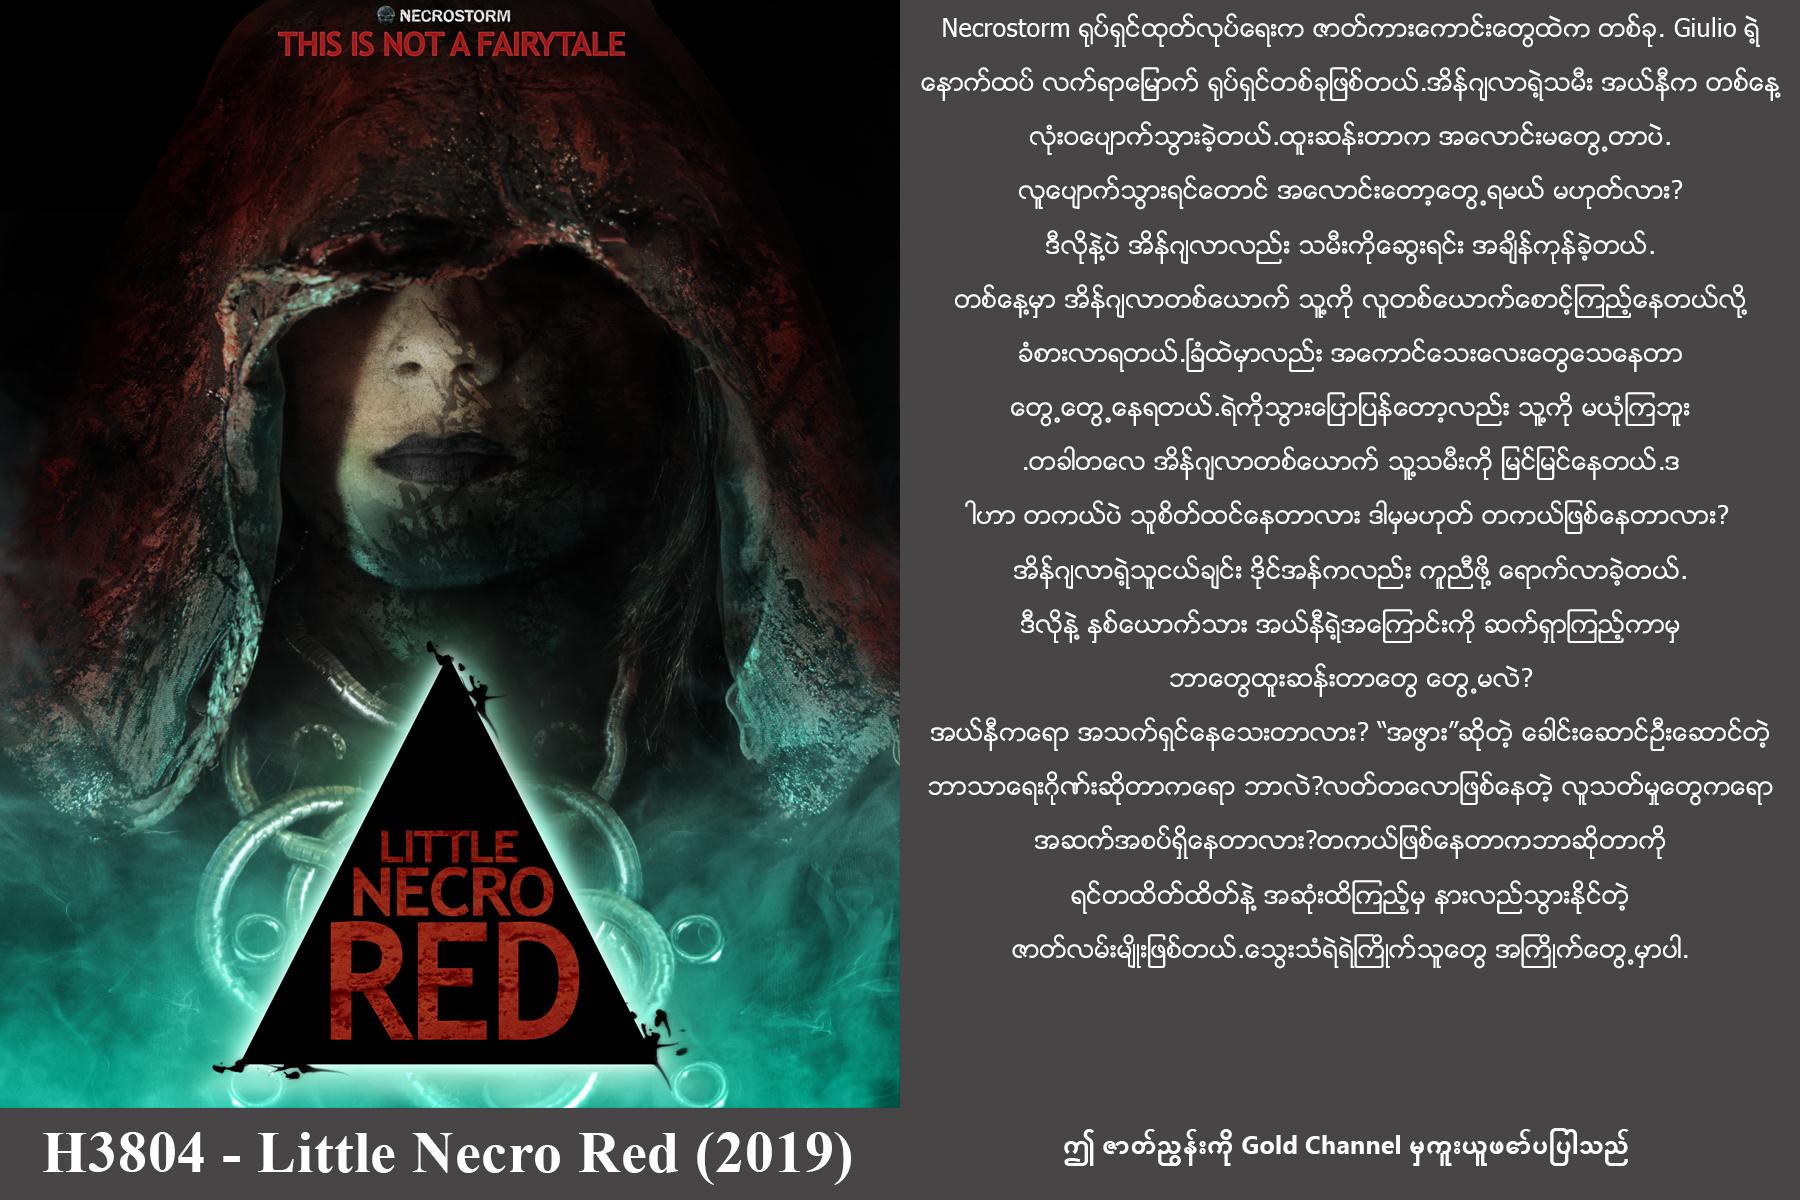 NECROSTORM
THIS IS NOT A FAIRYTALE
LITTLE
NECRO
RED
H3804 - Little Necro Red (2019)
Necrostorm ရုပ်ရှင်ထုတ်လုပ်ရေးက ဇာတ်ကားကောင်းတွေထဲက တစ်ခု. Giulio ရဲ့
နောက်ထပ် လက်ရာမြောက် ရုပ်ရှင်တစ်ခုဖြစ်တယ်.အိန်ဂျလာရဲ့သမီး အယ်နီက တစ်နေ့
လုံးဝပျောက်သွားခဲ့တယ်.ထူးဆန်းတာက အလောင်းမတွေ့တာပဲ.
လူပျောက်သွားရင်တောင် အလောင်းတော့တွေ့ရမယ် မဟုတ်လား?
ဒီလိုနဲ့ပဲ အိန်ဂျလာလည်း သမီးကိုဆွေးရင်း အချိန်ကုန်ခဲ့တယ်.
တစ်နေ့မှာ အိန်ဂျလာတစ်ယောက် သူ့ကို လူတစ်ယောက်စောင့်ကြည့်နေတယ်လို့
ခံစားလာရတယ်.ခြံထဲမှာလည်း အကောင်သေးလေးတွေသေနေတာ
တွေ့တွေ့နေရတယ်.ရဲကိုသွားပြောပြန်တော့လည်း သူ့ကို မယုံကြဘူး
.တခါတလေ အိန်ဂျလာတစ်ယောက် သူ့သမီးကို မြင်မြင်နေတယ်.ဒ
ါဟာ တကယ်ပဲ သူစိတ်ထင်နေတာလား ဒါမှမဟုတ် တကယ်ဖြစ်နေတာလား?
အိန်ဂျလာရဲ့သူငယ်ချင်း ဒိုင်အန်ကလည်း ကူညီဖို့ ရောက်လာခဲ့တယ်.
ဒီလိုနဲ့ နှစ်ယောက်သား အယ်နီရဲ့အကြောင်းကို ဆက်ရှာကြည့်ကာမှ
ဘာတွေထူးဆန်းတာတွေ တွေ့မလဲ?
အယ်နီကရော အသက်ရှင်နေသေးတာလား? “အဖွား”ဆိုတဲ့ ခေါင်းဆောင်ဦးဆောင်တဲ့
ဘာသာရေးဂိုဏ်းဆိုတာကရော ဘာလဲ?လတ်တလောဖြစ်နေတဲ့ လူသတ်မှုတွေကရော
အဆက်အစပ်ရှိနေတာလား?တကယ်ဖြစ်နေတာကဘာဆိုတာကို
ရင်တထိတ်ထိတ်နဲ့ အဆုံးထိကြည့်မှ နားလည်သွားနိုင်တဲ့
ဇာတ်လမ်းမျိုးဖြစ်တယ်.သွေးသံရဲရဲကြိုက်သူတွေ အကြိုက်တွေ့မှာပါ.
ဤ ဇာတ်ညွှန်းကို Gold Channel မှကူးယူဖော်ပပြါသည်